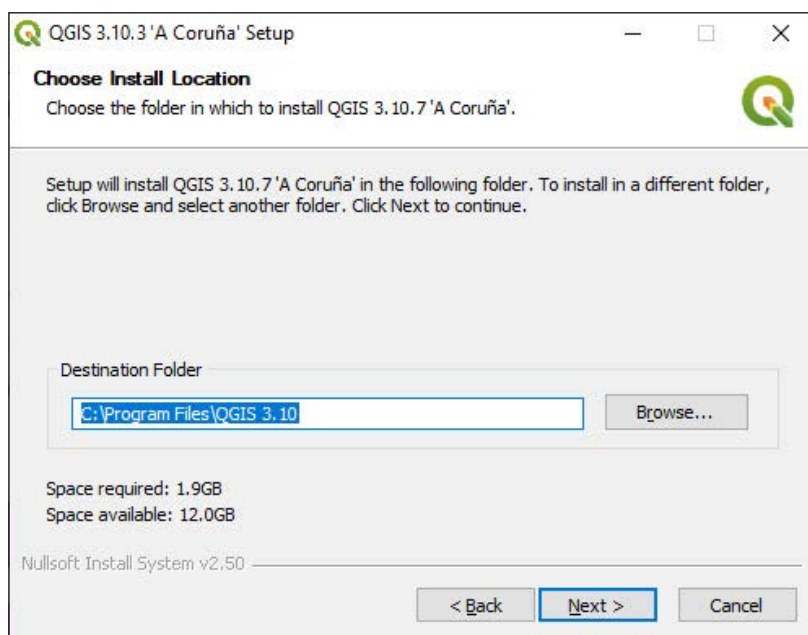 QGIS 3.10.3 'A Coruña' Setup
Choose Install Location
Choose the folder in which to install QGIS 3.10.7 'A Coruña'.
Setup will install QGIS 3.10.7 'A Coruña' in the following folder. To install in a different folder,
click Browse and select another folder. Click Next to continue.
Destination Folder
C:\Program Files\QGIS 3.10
Browse...
Space required: 1.9GB
Space available: 12.0GB
Nullsoft Install System v2.50
< Back
Next >
Cancel